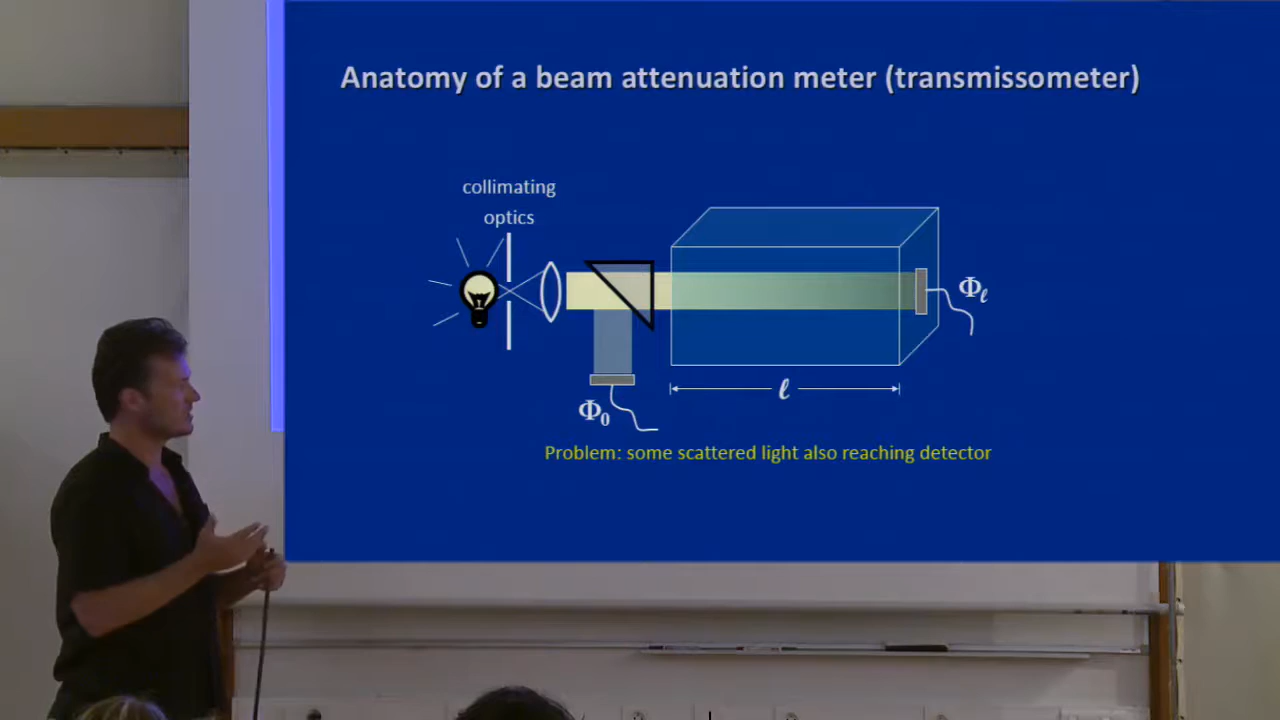 Anatomy of a beam attenuation meter (transmissometer)
collimating
optics
Φℓ
ℓ
Φ0
Problem: some scattered light also reaching detector